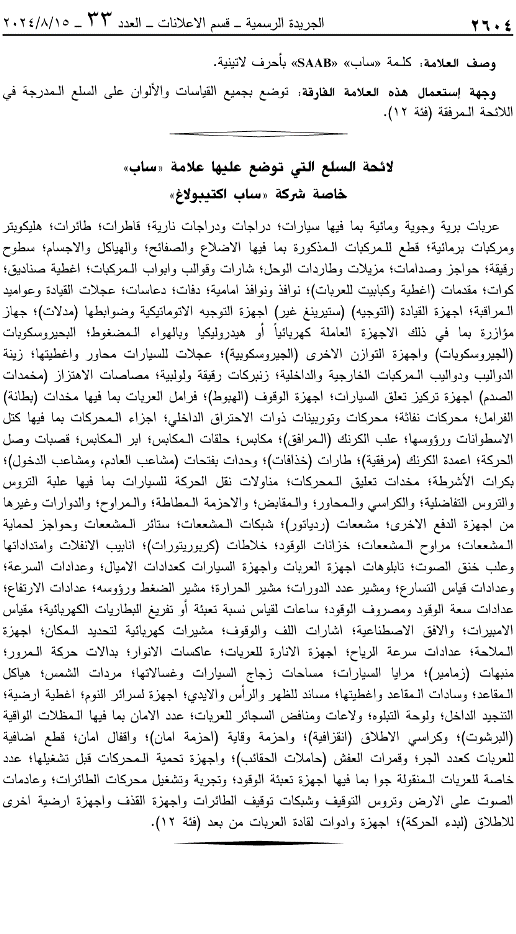 ٢٦٠٤ الجريدة الرسمية ـ قسم الاعلانات ـ العدد ٣٣ ـ ٢٠٢٤/٨/١٥
وصف العلامة: كلمة «ساب» «SAAB» بأحرف لاتينية.
وجهة إستعمال هذه العلامة الفارقة: توضع بجميع القياسات والألوان على السلع المدرجة في
اللائحة المرفقة (فئة ١٢).
لائحة السلع التي توضع عليها علامة «ساب»
خاصة شركة «ساب اكتيبولاغ»
عربات برية وجوية ومائية بما فيها سيارات؛ دراجات ودراجات نارية؛ قاطرات؛ طائرات؛ هليكوبتر
ومركبات برمائية؛ قطع للمركبات المذكورة بما فيها الاضلاع والصفائح؛ والهياكل والاجسام؛ سطوح
رقيقة؛ حواجز وصدامات؛ مزيلات وطاردات الوحل؛ شارات وقوالب وابواب المركبات؛ اغطية صناديق؛
كوات؛ مقدمات (اغطية وكبابيت للعربات)؛ نوافذ ونوافذ امامية؛ دفات؛ دعاسات؛ عجلات القيادة وعواميد
المراقبة؛ اجهزة القيادة (التوجيه) (ستيرينغ غير) اجهزة التوجيه الاتوماتيكية وضوابطها (مدلات)؛ جهاز
مؤازرة بما في ذلك الاجهزة العاملة كهربائياً أو هيدروليكيا وبالهواء المضغوط؛ البحيروسكوبات
(الجيروسكوبات) واجهزة التوازن الاخرى (الجيروسكوبية)؛ عجلات للسيارات محاور واغطيتها؛ زينة
الدواليب ودواليب المركبات الخارجية والداخلية؛ زنبركات رقيقة ولولبية؛ مصاصات الاهتزاز (مخمدات
الصدم) اجهزة تركيز تعلق السيارات؛ اجهزة الوقوف (الهبوط)؛ فرامل العربات بما فيها مخدات (بطانة)
الفرامل؛ محركات نفاثة؛ محركات وتوربينات ذوات الاحتراق الداخلي؛ اجزاء المحركات بما فيها كتل
الاسطوانات ورؤوسها؛ علب الكرنك (المرافق)؛ مكابس؛ حلقات المكابس؛ ابر المكابس؛ قصبات وصل
الحركة؛ اعمدة الكرنك (مرفقية)؛ طارات (خذافات)؛ وحدات بفتحات (مشاعب العادم، ومشاعب الدخول)؛
بكرات الأشرطة؛ مخدات تعليق المحركات؛ مناولات نقل الحركة للسيارات بما فيها علبة التروس
والتروس التفاضلية؛ والكراسي والمحاور؛ والمقابض؛ والاحزمة المطاطة؛ والمراوح؛ والدوارات وغيرها
من اجهزة الدفع الاخرى؛ مشععات (ردياتور)؛ شبكات المشععات؛ ستائر المشععات وحواجز لحماية
المشععات؛ مراوح المشععات؛ خزانات الوقود؛ خلاطات (كربوريتورات)؛ انابيب الانفلات وامتداداتها
وعلب خنق الصوت؛ تابلوهات اجهزة العربات واجهزة السيارات كعدادات الاميال؛ وعدادات السرعة؛
وعدادات قياس التسارع؛ ومشير عدد الدورات؛ مشير الحرارة؛ مشير الضغط ورؤوسه؛ عدادات الارتفاع؛
عدادات سعة الوقود ومصروف الوقود؛ ساعات لقياس نسبة تعبئة أو تفريغ البطاريات الكهربائية؛ مقياس
الامبيرات؛ والافق الاصطناعية؛ اشارات اللف والوقوف؛ مشيرات كهربائية لتحديد المكان؛ اجهزة
الملاحة؛ عدادات سرعة الرياح؛ اجهزة الانارة للعربات؛ عاكسات الانوار؛ بدالات حركة المرور؛
منبهات (زمامير)؛ مرايا السيارات؛ مساحات زجاج السيارات وغسالاتها؛ مردات الشمس؛ هياكل
المقاعد؛ وسادات المقاعد واغطيتها؛ مساند للظهر والرأس والايدي؛ اجهزة لسرائر النوم؛ اغطية ارضية؛
التنجيد الداخل؛ ولوحة التبلوه؛ ولاعات ومنافض السجائر للعربات؛ عدد الامان بما فيها المظلات الواقية
(البرشوت)؛ وكراسي الاطلاق (انقزافية)؛ واحزمة وقاية (احزمة امان)؛ واقفال امان؛ قطع اضافية
للعربات كعدد الجر؛ وقمرات العفش (حاملات الحقائب)؛ واجهزة تحمية المحركات قبل تشغيلها؛ عدد
خاصة للعربات المنقولة جوا بما فيها اجهزة تعبئة الوقود؛ وتجربة وتشغيل محركات الطائرات؛ وعادمات
الصوت على الارض وتروس التوقيف وشبكات توقيف الطائرات واجهزة القذف واجهزة ارضية اخرى
للاطلاق (لبدء الحركة)؛ اجهزة وادوات لقادة العربات من بعد (فئة ١٢).